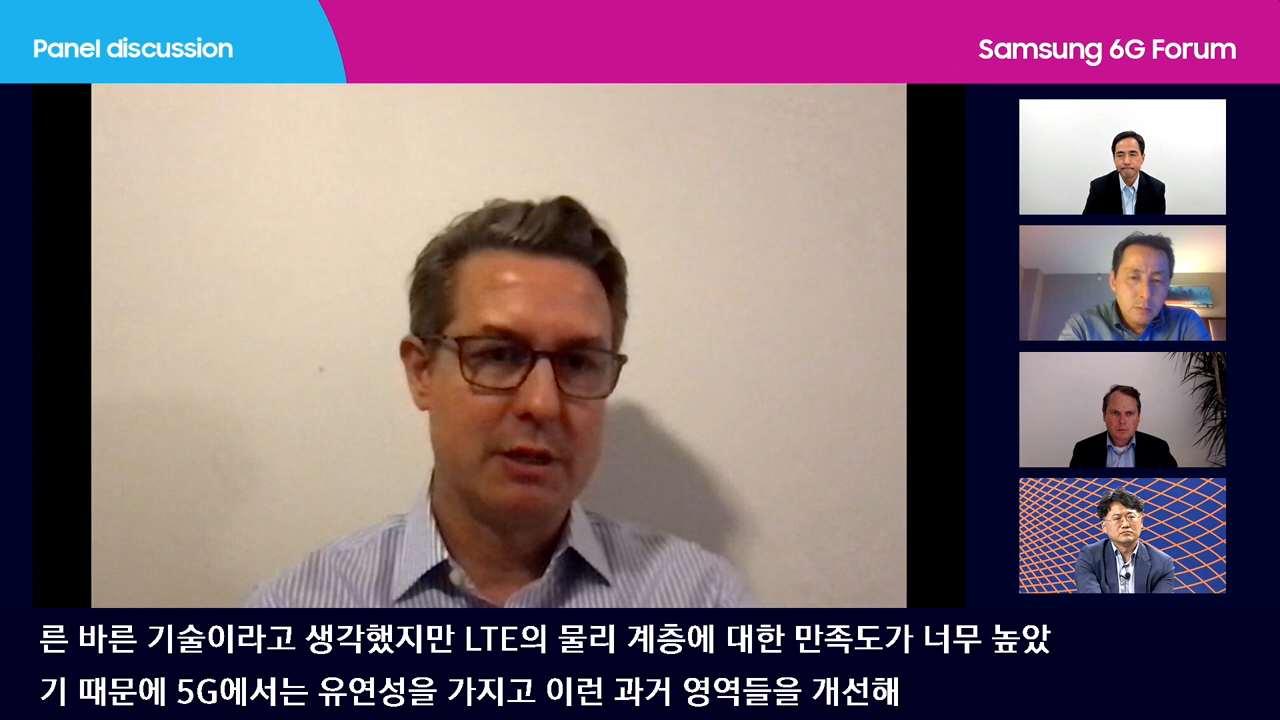 Panel discussion
Samsung 6G Forum
른 바른 기술이라고 생각했지만 LTE의 물리 계층에 대한 만족도가 너무 높았
기 때문에 5G에서는 유연성을 가지고 이런 과거 영역들을 개선해